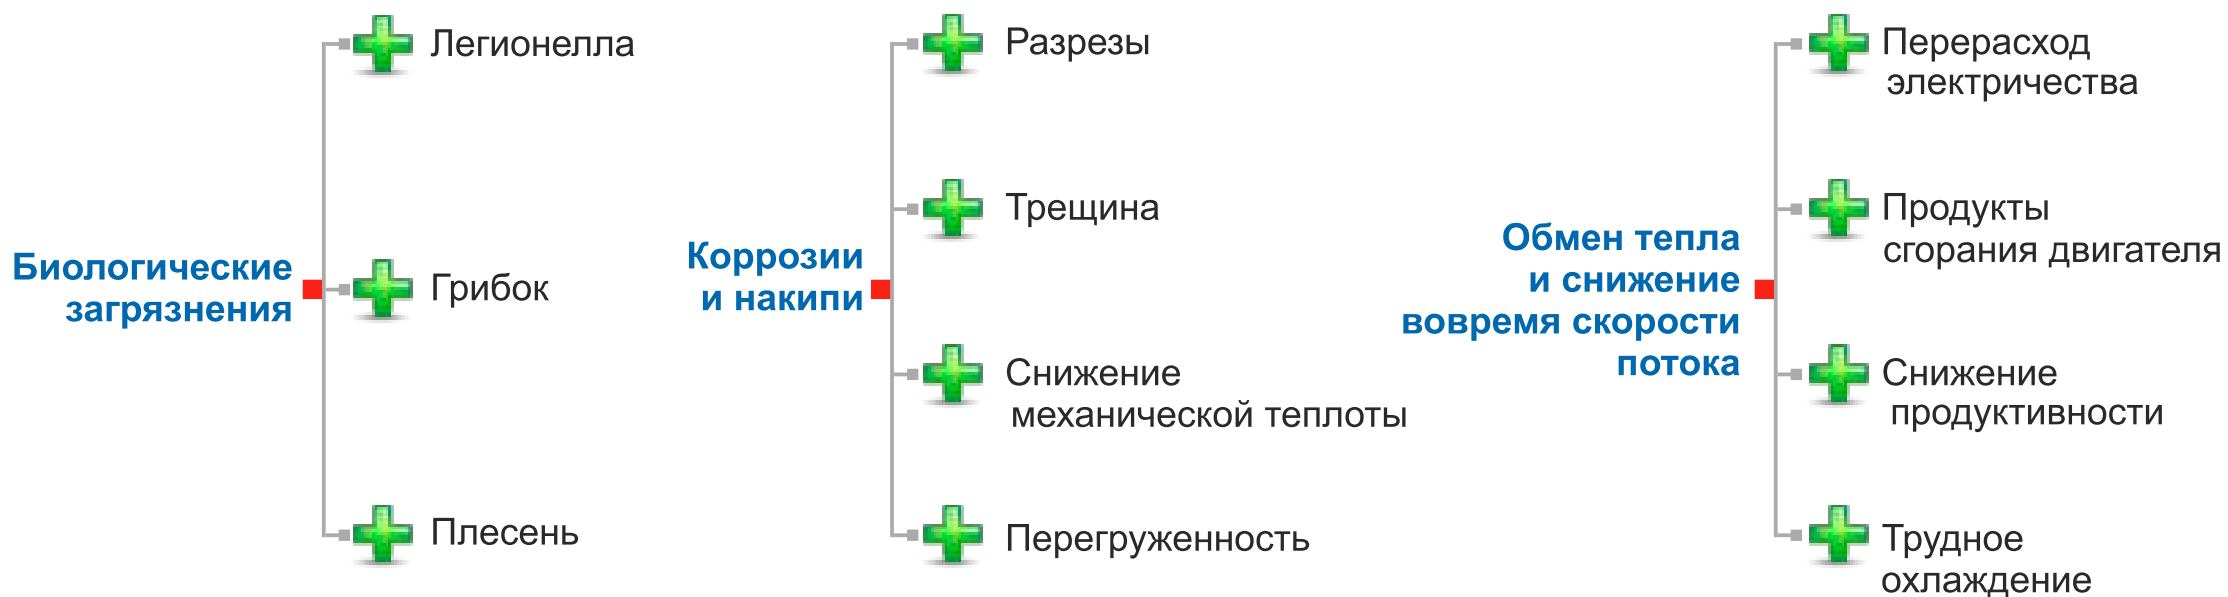 Биологические
загрязнения
Легионелла
Грибок
Плесень
Коррозии
и накипи
Разрезы
Трещина
Снижение
механической теплоты
Перегруженность
Обмен тепла
и снижение
вовремя скорости
потока
Перерасход
электричества
Продукты
сгорания двигателя
Снижение
продуктивности
Трудное
охлаждение